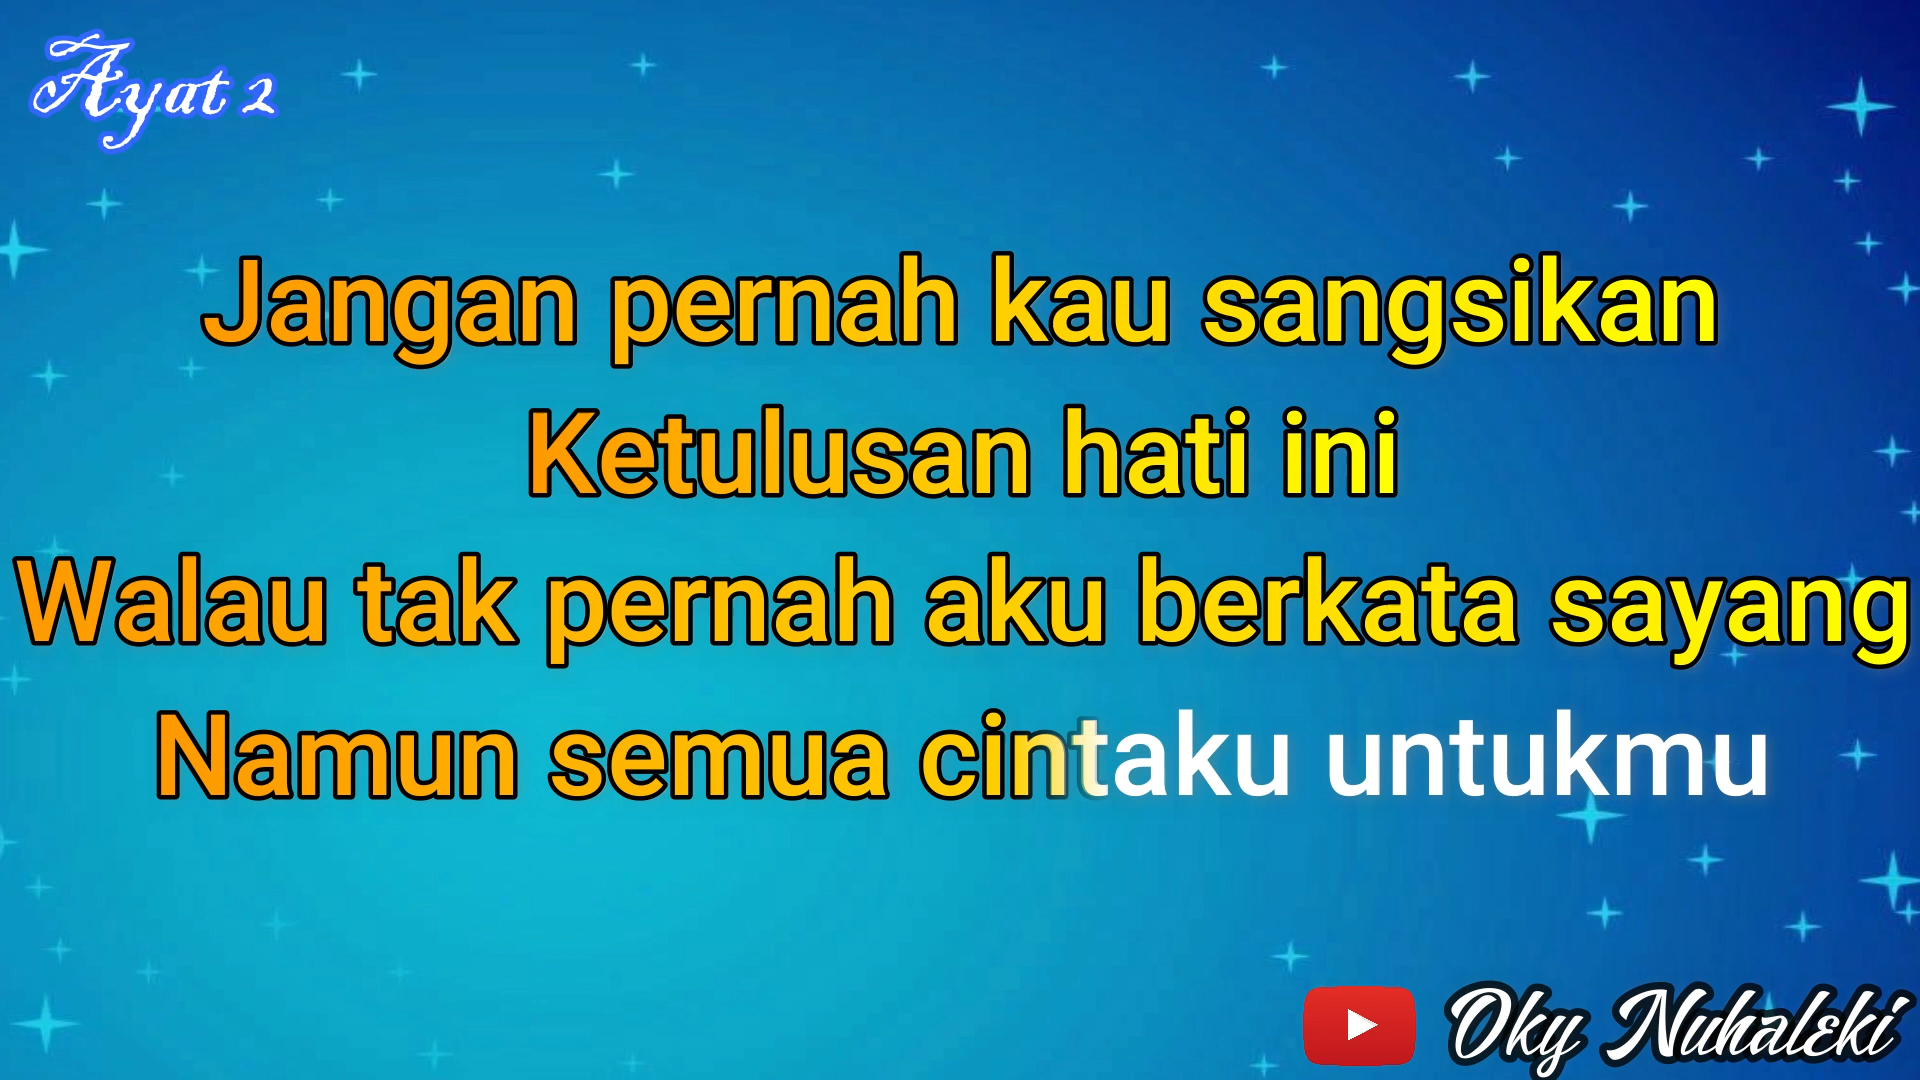 Ayat 2
Jangan pernah kau sangsikan
Ketulusan hati ini
Walau tak pernah aku berkata sayang
Namun semua cintaku untukmu
Oky Nuhaleki